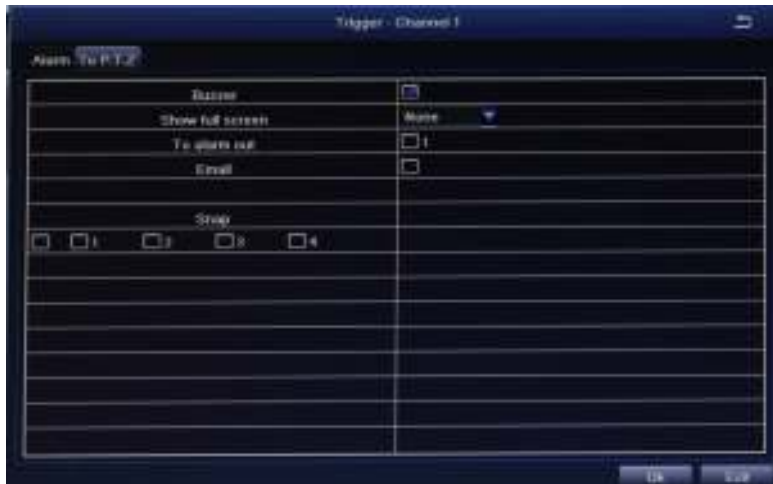 Trigger - Channel 1
Alarm To P.T.Z
Buzzer
Show full screen None
To alarm out 1
Email
Snap
1 2 3 4
Ok Exit